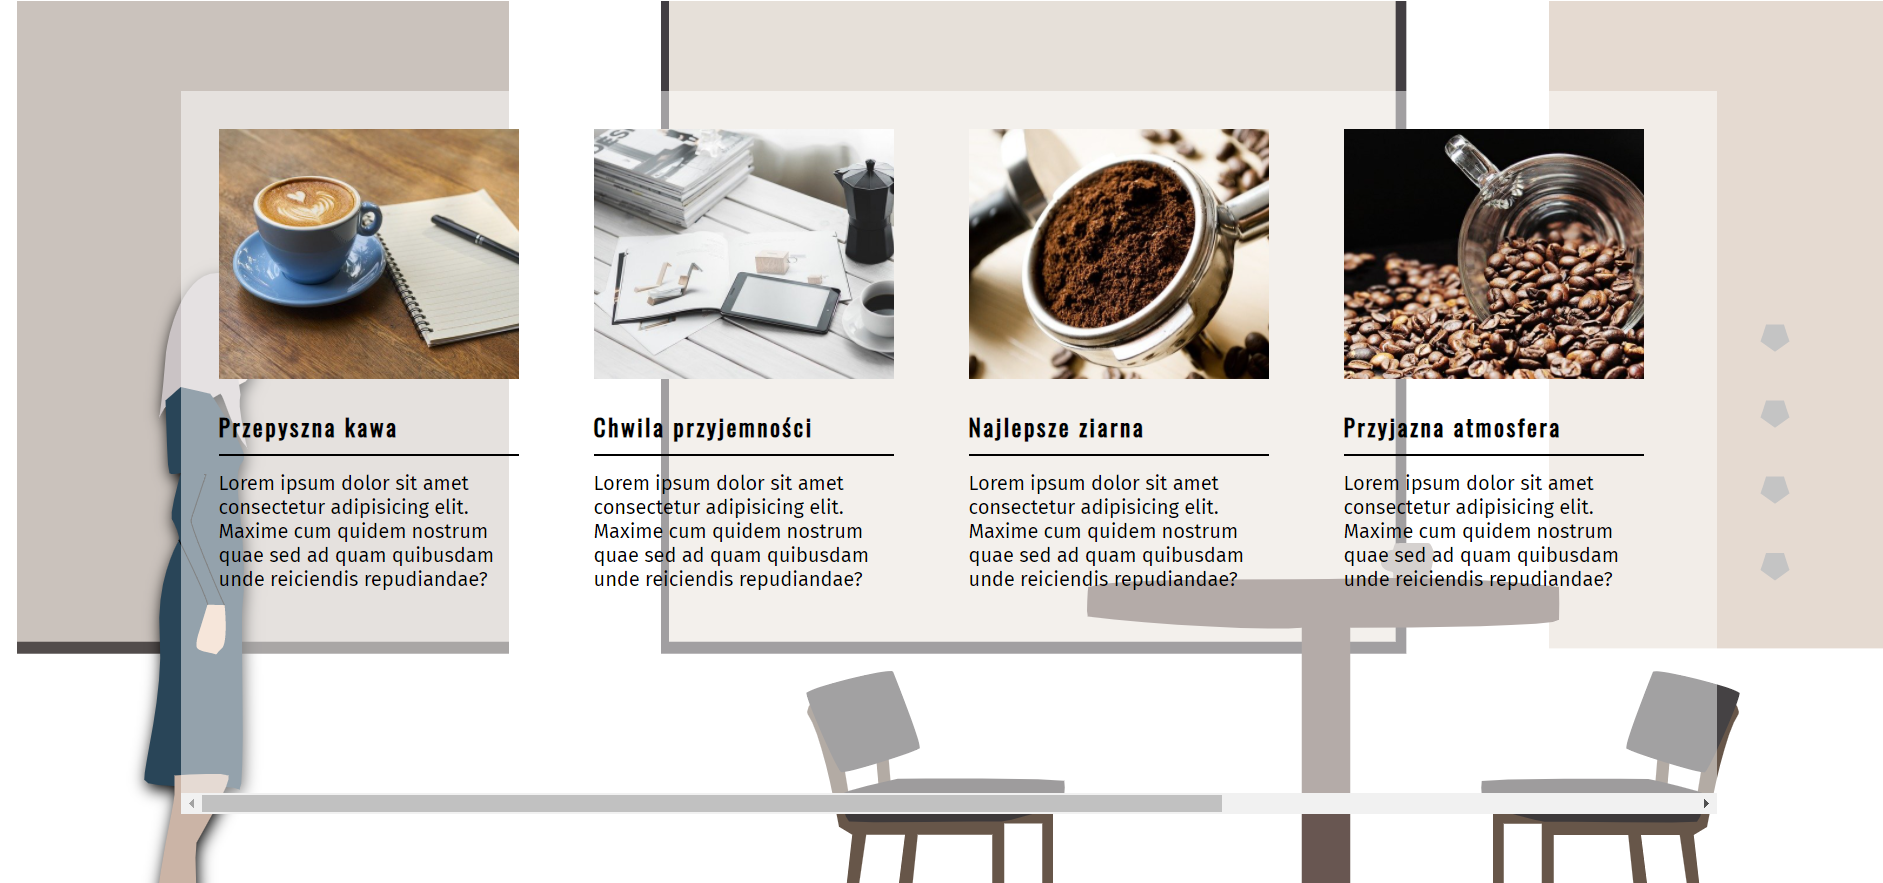 Przepyszna kawa
Lorem ipsum dolor sit amet
consectetur adipisicing elit.
Maxime cum quidem nostrum
quae sed ad quam quibusdam
unde reiciendis repudiandae?
Chwila przyjemności
Lorem ipsum dolor sit amet
consectetur adipisicing elit.
Maxime cum quidem nostrum
quae sed ad quam quibusdam
unde reiciendis repudiandae?
Najlepsze ziarna
Lorem ipsum dolor sit amet
consectetur adipisicing elit.
Maxime cum quidem nostrum
quae sed ad quam quibusdam
unde reiciendis repudiandae?
Przyjazna atmosfera
Lorem ipsum dolor sit amet
consectetur adipisicing elit.
Maxime cum quidem nostrum
quae sed ad quam quibusdam
unde reiciendis repudiandae?